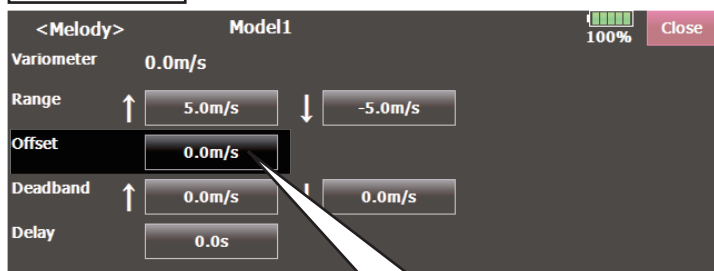 <Melody> Model1 100% Close
Variometer 0.0m/s
Range ↑ 5.0m/s ↓ -5.0m/s
Offset 0.0m/s
Deadband ↑ 0.0m/s ↓ 0.0m/s
Delay 0.0s